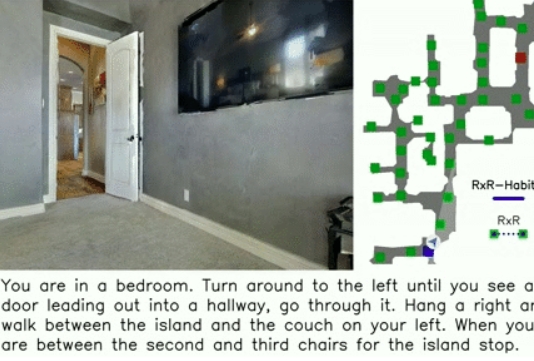 RxR-Habit
RxR
You are in a bedroom. Turn around to the left until you see a
door leading out into a hallway, go through it. Hang a right an
walk between the island and the couch on your left. When you
are between the second and third chairs for the island stop.